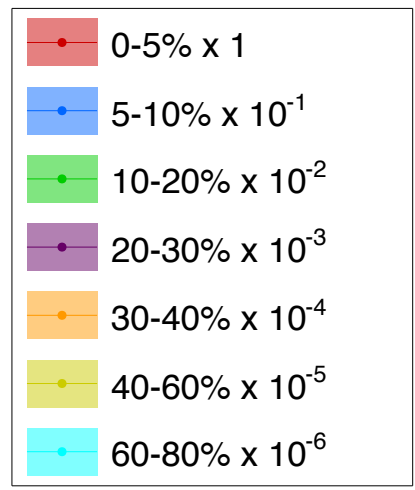 0-5% x 1
5-10% x 10⁻¹
10-20% x 10⁻²
20-30% x 10⁻³
30-40% x 10⁻⁴
40-60% x 10⁻⁵
60-80% x 10⁻⁶